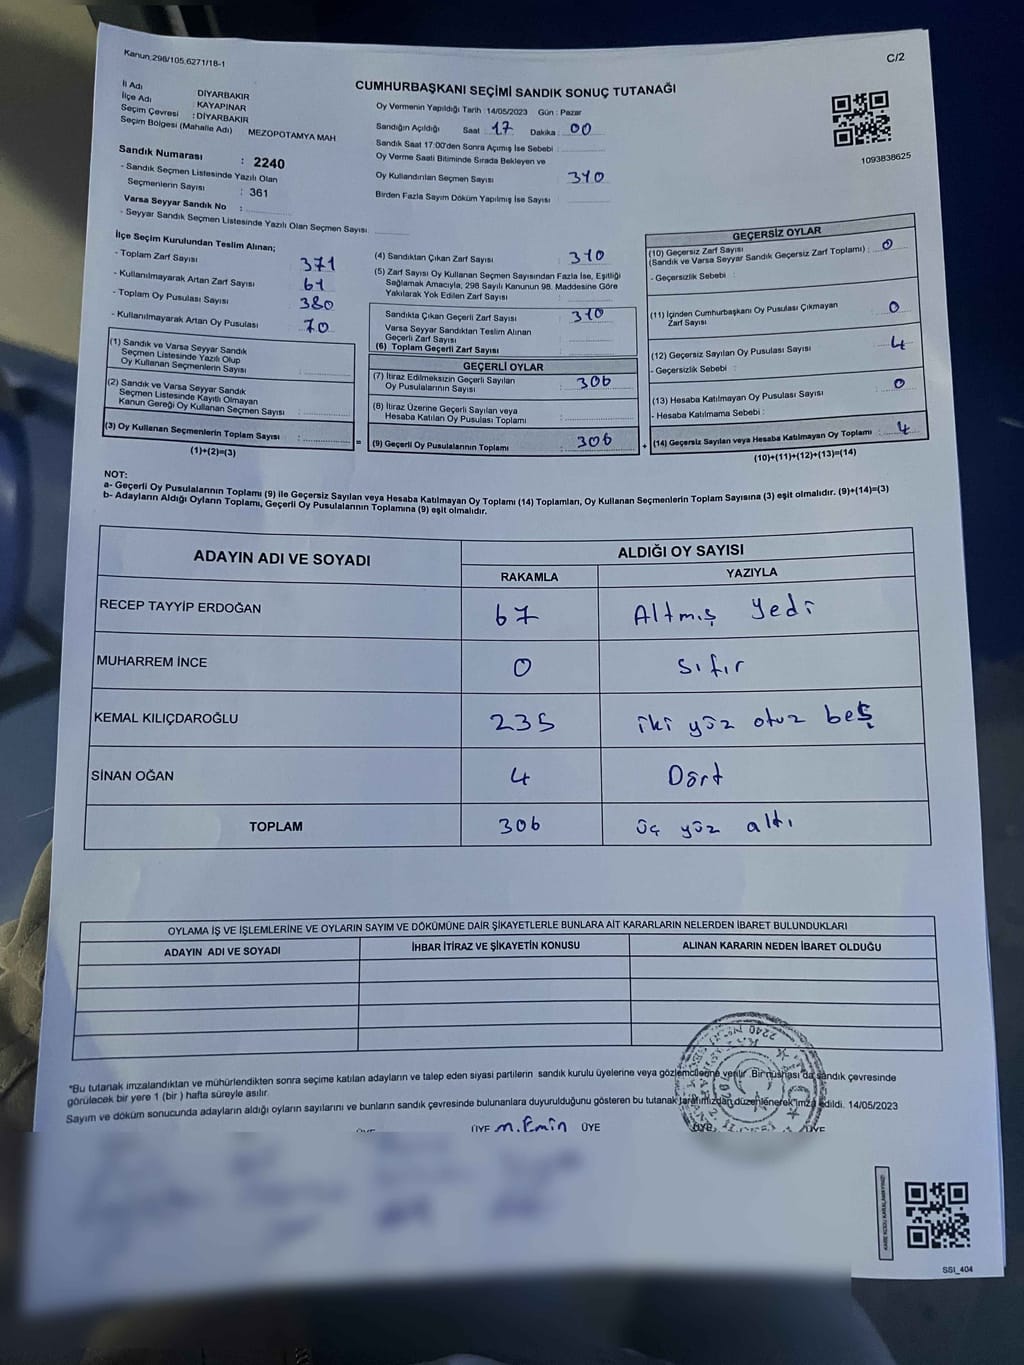 Kanun:298/105,6271/18-1
C/2
CUMHURBAŞKANI SEÇİMİ SANDIK SONUÇ TUTANAĞI
İl Adı DİYARBAKIR
İlçe Adı : KAYAPINAR
Seçim Çevresi : DİYARBAKIR
Seçim Bölgesi (Mahalle Adı) MEZOPOTAMYA MAH
Sandık Numarası : 2240
- Sandık Seçmen Listesinde Yazılı Olan
Seçmenlerin Sayısı : 361
Varsa Seyyar Sandık No :
- Seyyar Sandık Seçmen Listesinde Yazılı Olan Seçmen Sayısı
Oy Vermenin Yapıldığı Tarih : 14/05/2023 Gün : Pazar
Sandığın Açıldığı Saat 17 Dakika : 00
Sandık Saat 17:00'den Sonra Açımış İse Sebebi :
Oy Verme Saati Bitiminde Sırada Bekleyen ve
Oy Kullandırılan Seçmen Sayısı 310
Birden Fazla Sayım Döküm Yapılmış İse Sayısı
1093838625
İlçe Seçim Kurulundan Teslim Alınan;
- Toplam Zarf Sayısı 371
- Kullanılmayarak Artan Zarf Sayısı 61
- Toplam Oy Pusulası Sayısı 380
- Kullanılmayarak Artan Oy Pusulası 70
(1) Sandık ve Varsa Seyyar Sandık
Seçmen Listesinde Yazılı Olup
Oy Kullanan Seçmenlerin Sayısı :
(2) Sandık ve Varsa Seyyar Sandık
Seçmen Listesinde Kayıtlı Olmayan
Kanun Gereği Oy Kullanan Seçmen Sayısı :
(3) Oy Kullanan Seçmenlerin Toplam Sayısı :
(1)+(2)=(3)
(4) Sandıktan Çıkan Zarf Sayısı : 310
(5) Zarf Sayısı Oy Kullanan Seçmen Sayısından Fazla İse, Eşitliği
Sağlamak Amacıyla, 298 Sayılı Kanunun 98. Maddesine Göre
Yakılarak Yok Edilen Zarf Sayısı :
Sandıkta Çıkan Geçerli Zarf Sayısı : 310
Varsa Seyyar Sandıktan Teslim Alınan
Geçerli Zarf Sayısı
(6) Toplam Geçerli Zarf Sayısı :
GEÇERLİ OYLAR
(7) İtiraz Edilmeksizin Geçerli Sayılan
Oy Pusulalarının Sayısı : 306
(8) İtiraz Üzerine Geçerli Sayılan veya
Hesaba Katılan Oy Pusulası Toplamı :
= (9) Geçerli Oy Pusulalarının Toplamı : 306
GEÇERSİZ OYLAR
(10) Geçersiz Zarf Sayısı
(Sandık ve Varsa Seyyar Sandık Geçersiz Zarf Toplamı) : 0
- Geçersizlik Sebebi :
(11) İçinden Cumhurbaşkanı Oy Pusulası Çıkmayan
Zarf Sayısı 0
(12) Geçersiz Sayılan Oy Pusulası Sayısı 4
- Geçersizlik Sebebi :
(13) Hesaba Katılmayan Oy Pusulası Sayısı 0
- Hesaba Katılmama Sebebi :
+ (14) Geçersiz Sayılan veya Hesaba Katılmayan Oy Toplamı : 4
(10)+(11)+(12)+(13)=(14)
NOT:
a- Geçerli Oy Pusulalarının Toplamı (9) ile Geçersiz Sayılan veya Hesaba Katılmayan Oy Toplamı (14) Toplamları, Oy Kullanan Seçmenlerin Toplam Sayısına (3) eşit olmalıdır. (9)+(14)=(3)
b- Adayların Aldığı Oyların Toplamı, Geçerli Oy Pusulalarının Toplamına (9) eşit olmalıdır.
ADAYIN ADI VE SOYADI ALDIĞI OY SAYISI
RAKAMLA YAZIYLA
RECEP TAYYİP ERDOĞAN 67 Altmış Yedi
MUHARREM İNCE 0 Sıfır
KEMAL KILIÇDAROĞLU 235 iki yüz otuz beş
SİNAN OĞAN 4 Dört
TOPLAM 306 üç yüz altı
OYLAMA İŞ VE İŞLEMLERİNE VE OYLARIN SAYIM VE DÖKÜMÜNE DAİR ŞİKAYETLERLE BUNLARA AİT KARARLARIN NELERDEN İBARET BULUNDUKLARI
ADAYIN ADI VE SOYADI İHBAR İTİRAZ VE ŞİKAYETİN KONUSU ALINAN KARARIN NEDEN İBARET OLDUĞU
2240 No
*Bu tutanak imzalandıktan ve mühürlendikten sonra seçime katılan adayların ve talep eden siyasi partilerin sandık kurulu üyelerine veya gözlemcilerine verilir. Bir nüshası da sandık çevresinde
görülecek bir yere 1 (bir ) hafta süreyle asılır.
Sayım ve döküm sonucunda adayların aldığı oyların sayılarını ve bunların sandık çevresinde bulunanlara duyurulduğunu gösteren bu tutanak tarafımızdan düzenlenerek imza edildi. 14/05/2023
ÜYE M. Emin ÜYE ÜYE ÜYE
SSI_404